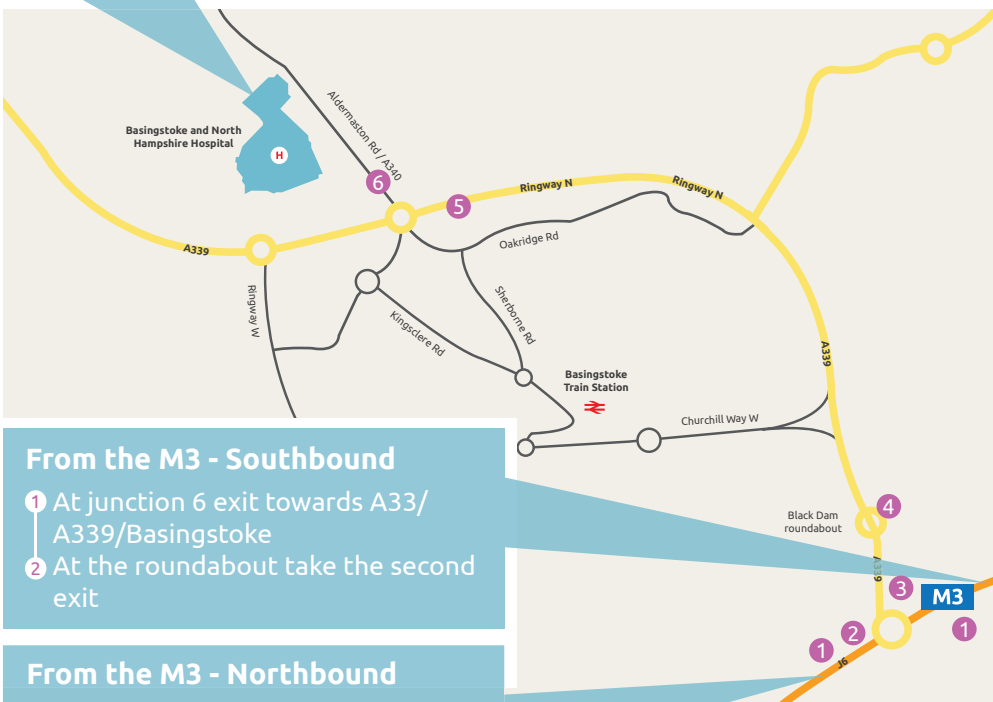 Basingstoke and North
Hampshire Hospital
H
Aldermaston Rd / A340
6
5
Ringway N
Ringway N
A339
Oakridge Rd
Ringway W
Kingsclere Rd
Sherborne Rd
Basingstoke
Train Station
A339
Churchill Way W
Black Dam
roundabout
4
A339
3
M3
1
2
1
J6
From the M3 - Southbound
1 At junction 6 exit towards A33/
A339/Basingstoke
2 At the roundabout take the second
exit
From the M3 - Northbound